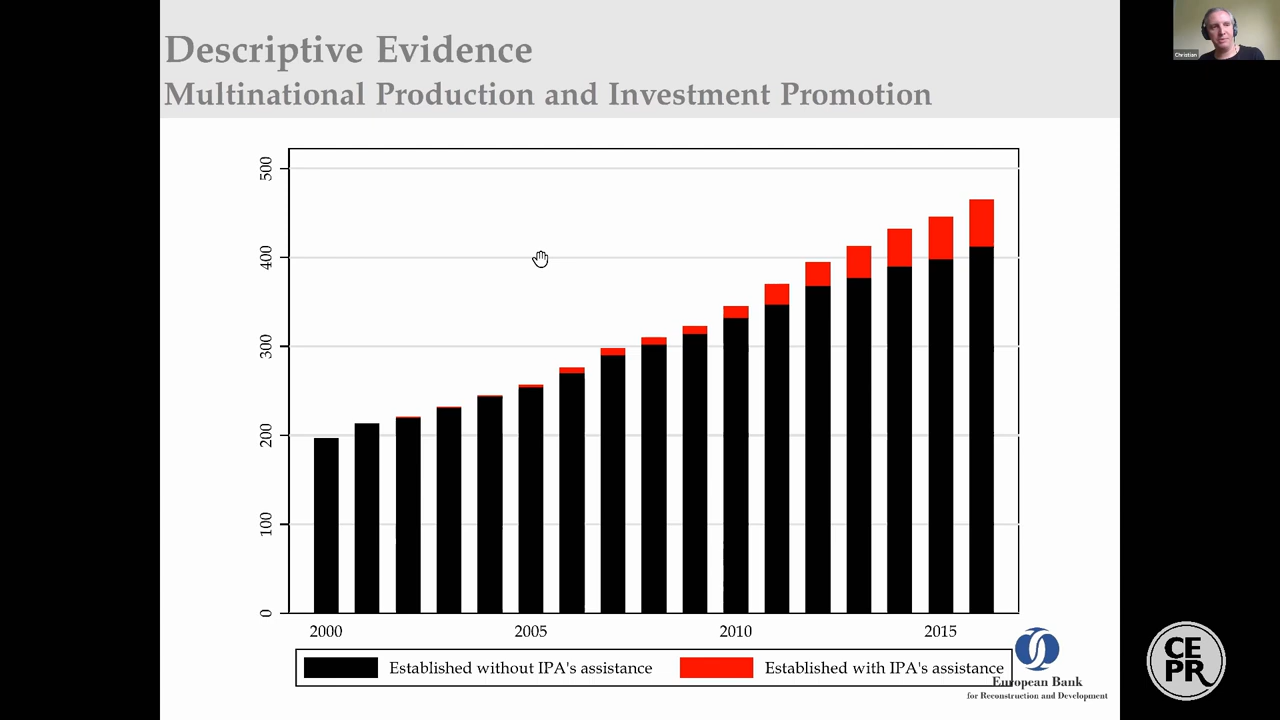 Descriptive Evidence
Multinational Production and Investment Promotion
Christian
500
400
300
200
100
0
2000 2005 2010 2015
Established without IPA's assistance Established with IPA's assistance
European Bank
for Reconstruction and Development
CE
PR